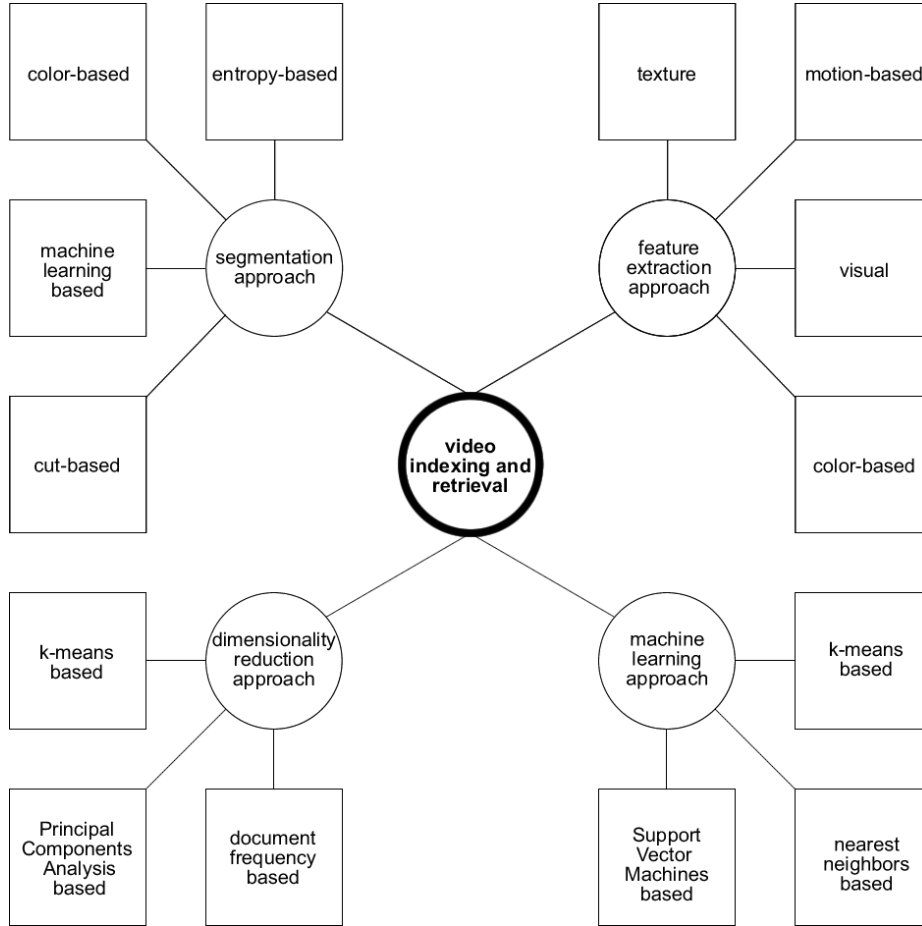 color-based
entropy-based
texture
motion-based
machine
learning
based
segmentation
approach
feature
extraction
approach
visual
cut-based
video
indexing and
retrieval
color-based
k-means
based
dimensionality
reduction
approach
machine
learning
approach
k-means
based
Principal
Components
Analysis
based
document
frequency
based
Support
Vector
Machines
based
nearest
neighbors
based